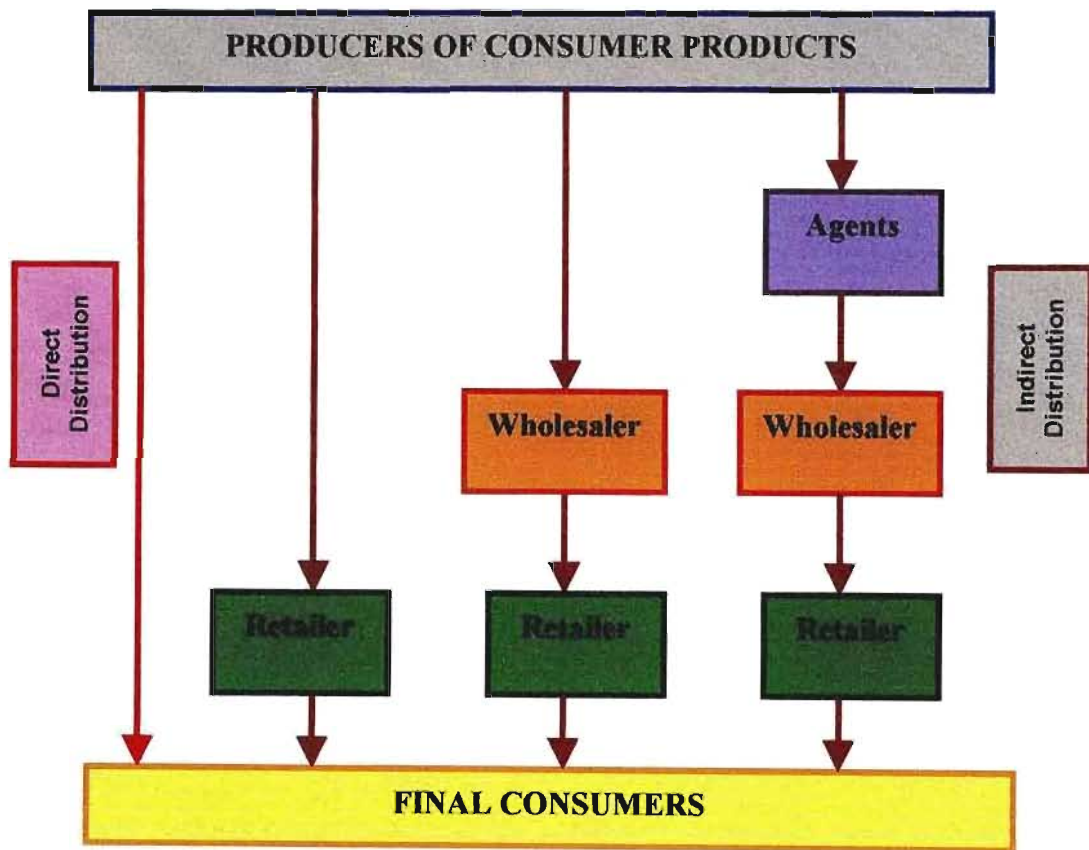 PRODUCERS OF CONSUMER PRODUCTS
Agents
Direct
Distribution
Indirect
Distribution
Wholesaler
Wholesaler
Retailer
Retailer
Retailer
FINAL CONSUMERS